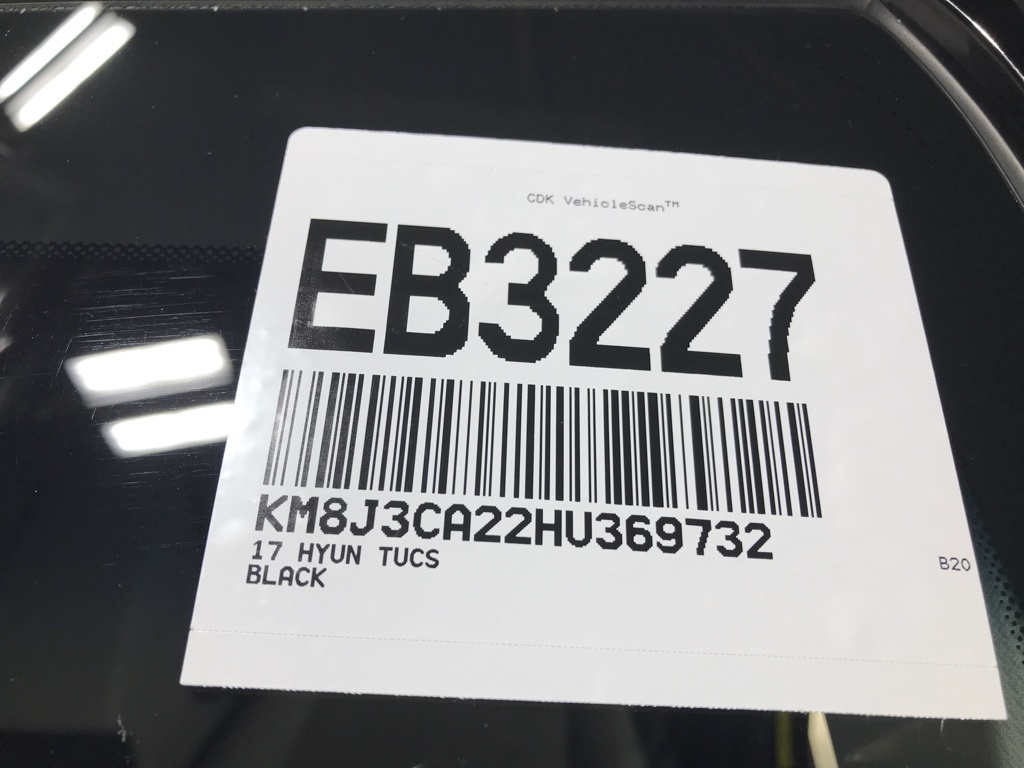 CDK VehicleScan™
EB3227
KM8J3CA22HU369732
17 HYUN TUCS
BLACK
B20